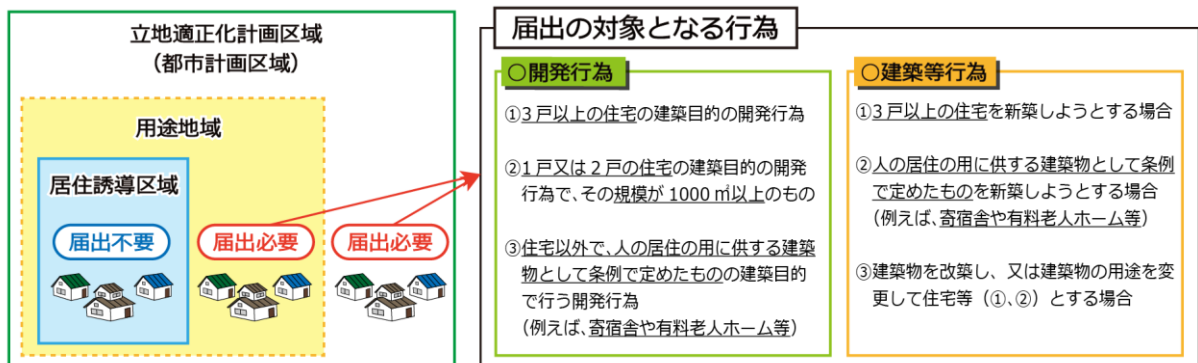 立地適正化計画区域
（都市計画区域）
用途地域
居住誘導区域
届出不要
届出必要
届出必要
届出の対象となる行為
○開発行為
①3戸以上の住宅の建築目的の開発行為
②1戸又は2戸の住宅の建築目的の開発
行為で、その規模が1000㎡以上のもの
③住宅以外で、人の居住の用に供する建築
物として条例で定めたものの建築目的
で行う開発行為
（例えば、寄宿舎や有料老人ホーム等）
○建築等行為
①3戸以上の住宅を新築しようとする場合
②人の居住の用に供する建築物として条例
で定めたものを新築しようとする場合
（例えば、寄宿舎や有料老人ホーム等）
③建築物を改築し、又は建築物の用途を変
更して住宅等（①、②）とする場合